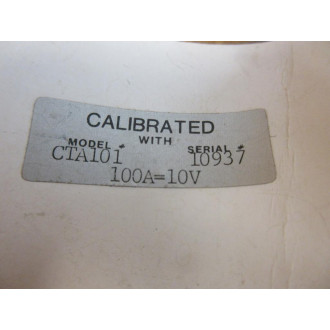 CALIBRATED
WITH
MODEL # SERIAL #
CTA101 10937
100A=10V